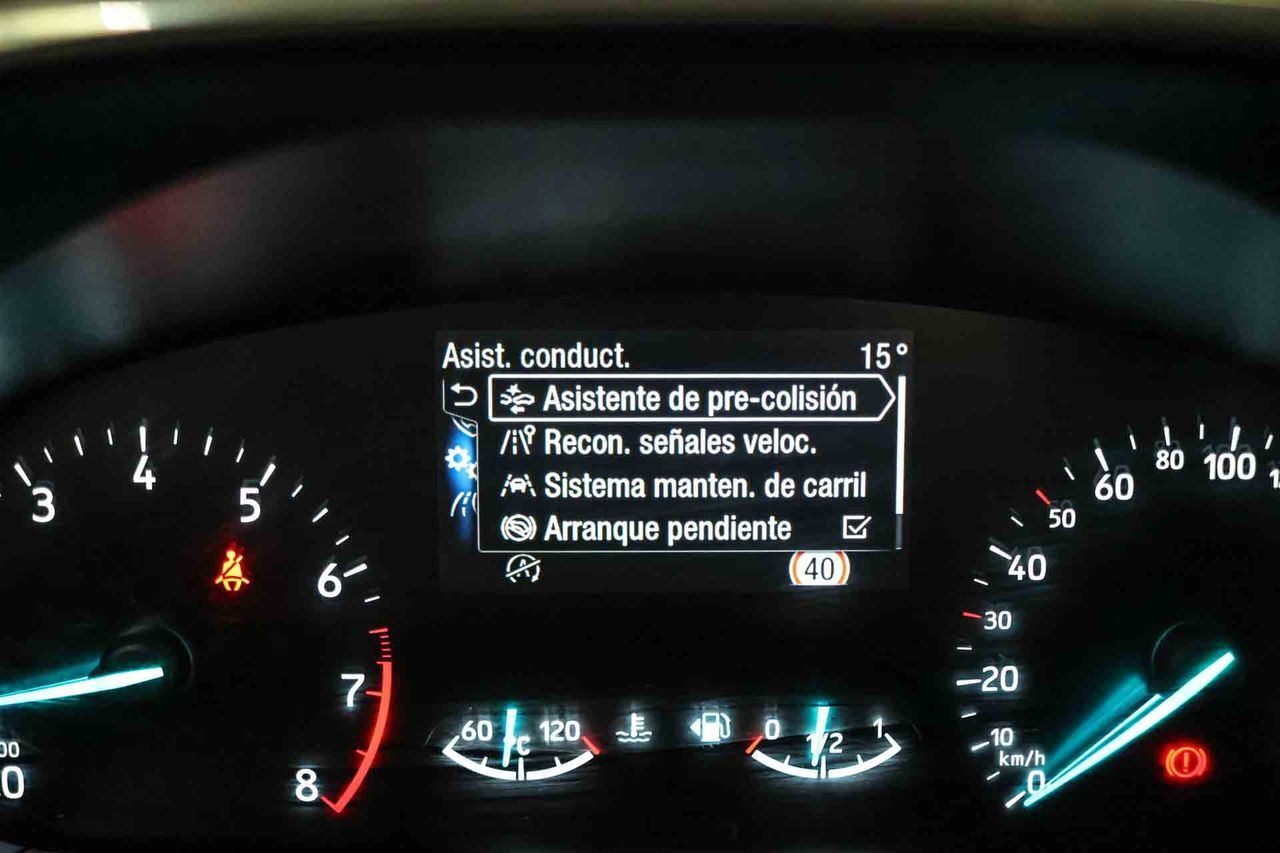 Asist. conduct. 15°
Asistente de pre-colisión
Recon. señales veloc.
Sistema manten. de carril
Arranque pendiente
40
3
4
5
6
7
8
60 °C 120
0 1/2 1
0
10
20
30
40
50
60
80
100
km/h